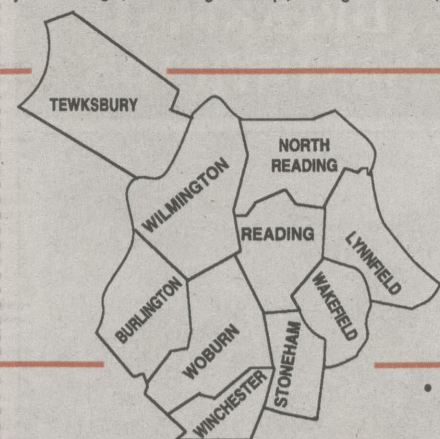 TEWKSBURY
NORTH
READING
WILMINGTON
READING
LYNNFIELD
BURLINGTON
WAKEFIELD
WOBURN
STONEHAM
WINCHESTER